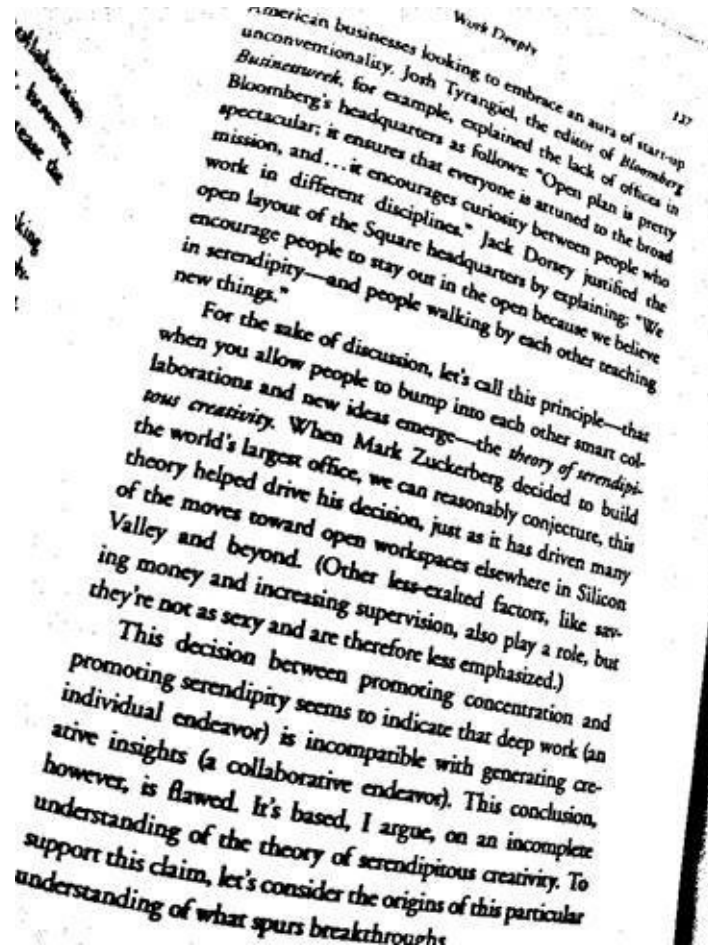 ollaboration
however,
rease the
king
Work Deeply
127
American businesses looking to embrace an aura of start-up
unconventionality. Josh Tyrangiel, the editor of Bloomberg
Businessweek, for example, explained the lack of offices in
Bloomberg's headquarters as follows: "Open plan is pretty
spectacular; it ensures that everyone is attuned to the broad
mission, and…it encourages curiosity between people who
work in different disciplines." Jack Dorsey justified the
open layout of the Square headquarters by explaining: "We
encourage people to stay out in the open because we believe
in serendipity—and people walking by each other teaching
new things."
For the sake of discussion, let's call this principle—that
when you allow people to bump into each other smart col-
laborations and new ideas emerge—the theory of serendipi-
tous creativity. When Mark Zuckerberg decided to build
the world's largest office, we can reasonably conjecture, this
theory helped drive his decision, just as it has driven many
of the moves toward open workspaces elsewhere in Silicon
Valley and beyond. (Other less-exalted factors, like sav-
ing money and increasing supervision, also play a role, but
they're not as sexy and are therefore less emphasized.)
This decision between promoting concentration and
promoting serendipity seems to indicate that deep work (an
individual endeavor) is incompatible with generating cre-
ative insights (a collaborative endeavor). This conclusion,
however, is flawed. It's based, I argue, on an incomplete
understanding of the theory of serendipitous creativity. To
support this claim, let's consider the origins of this particular
understanding of what spurs breakthroughs